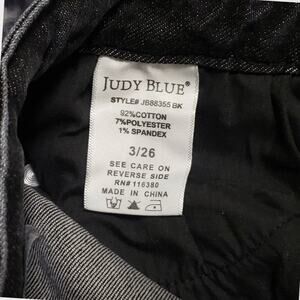 JUDY BLUE®
STYLE# JB88355 BK
92%COTTON
7%POLYESTER
1% SPANDEX
3/26
SEE CARE ON
REVERSE SIDE
RN# 116380
MADE IN CHINA